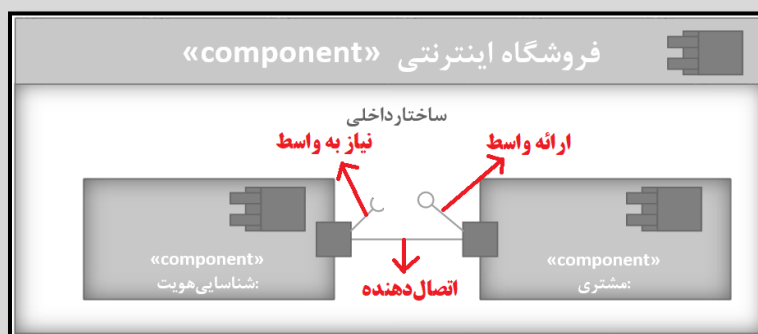 فروشگاه اینترنتی «component»
ساختارداخلی
ارائه واسط
نیاز به واسط
«component»
:مشتری
«component»
:شناسایی‌هویت
اتصال‌دهنده